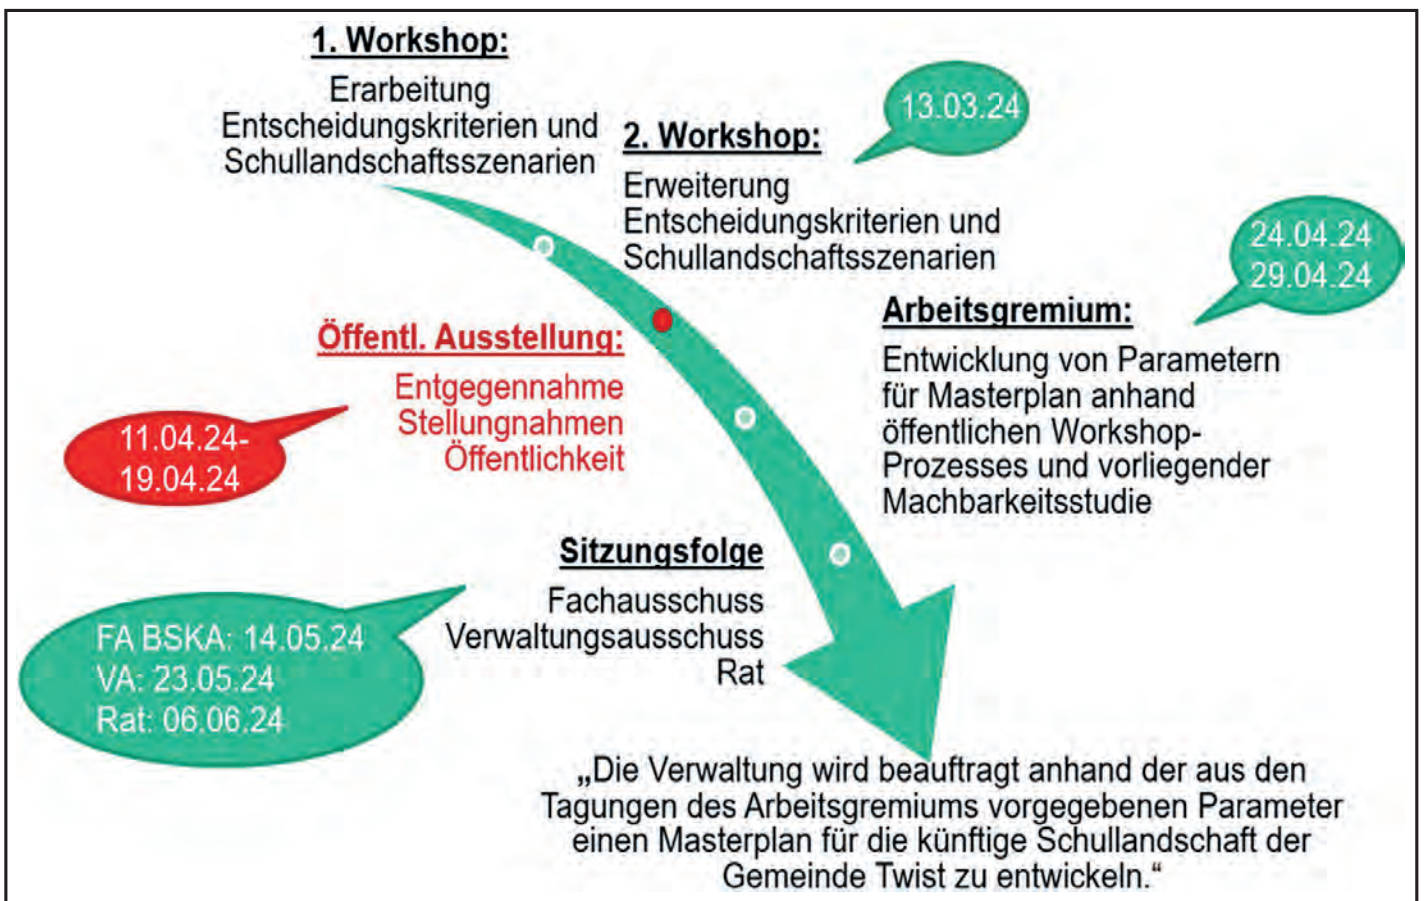 1. Workshop:
Erarbeitung
Entscheidungskriterien und
Schullandschaftsszenarien
13.03.24
2. Workshop:
Erweiterung
Entscheidungskriterien und
Schullandschaftsszenarien
Öffentl. Ausstellung:
Entgegennahme
Stellungnahmen
Öffentlichkeit
11.04.24-
19.04.24
24.04.24
29.04.24
Arbeitsgremium:
Entwicklung von Parametern
für Masterplan anhand
öffentlichen Workshop-
Prozesses und vorliegender
Machbarkeitsstudie
Sitzungsfolge
Fachausschuss
Verwaltungsausschuss
Rat
FA BSKA: 14.05.24
VA: 23.05.24
Rat: 06.06.24
„Die Verwaltung wird beauftragt anhand der aus den
Tagungen des Arbeitsgremiums vorgegebenen Parameter
einen Masterplan für die künftige Schullandschaft der
Gemeinde Twist zu entwickeln.“